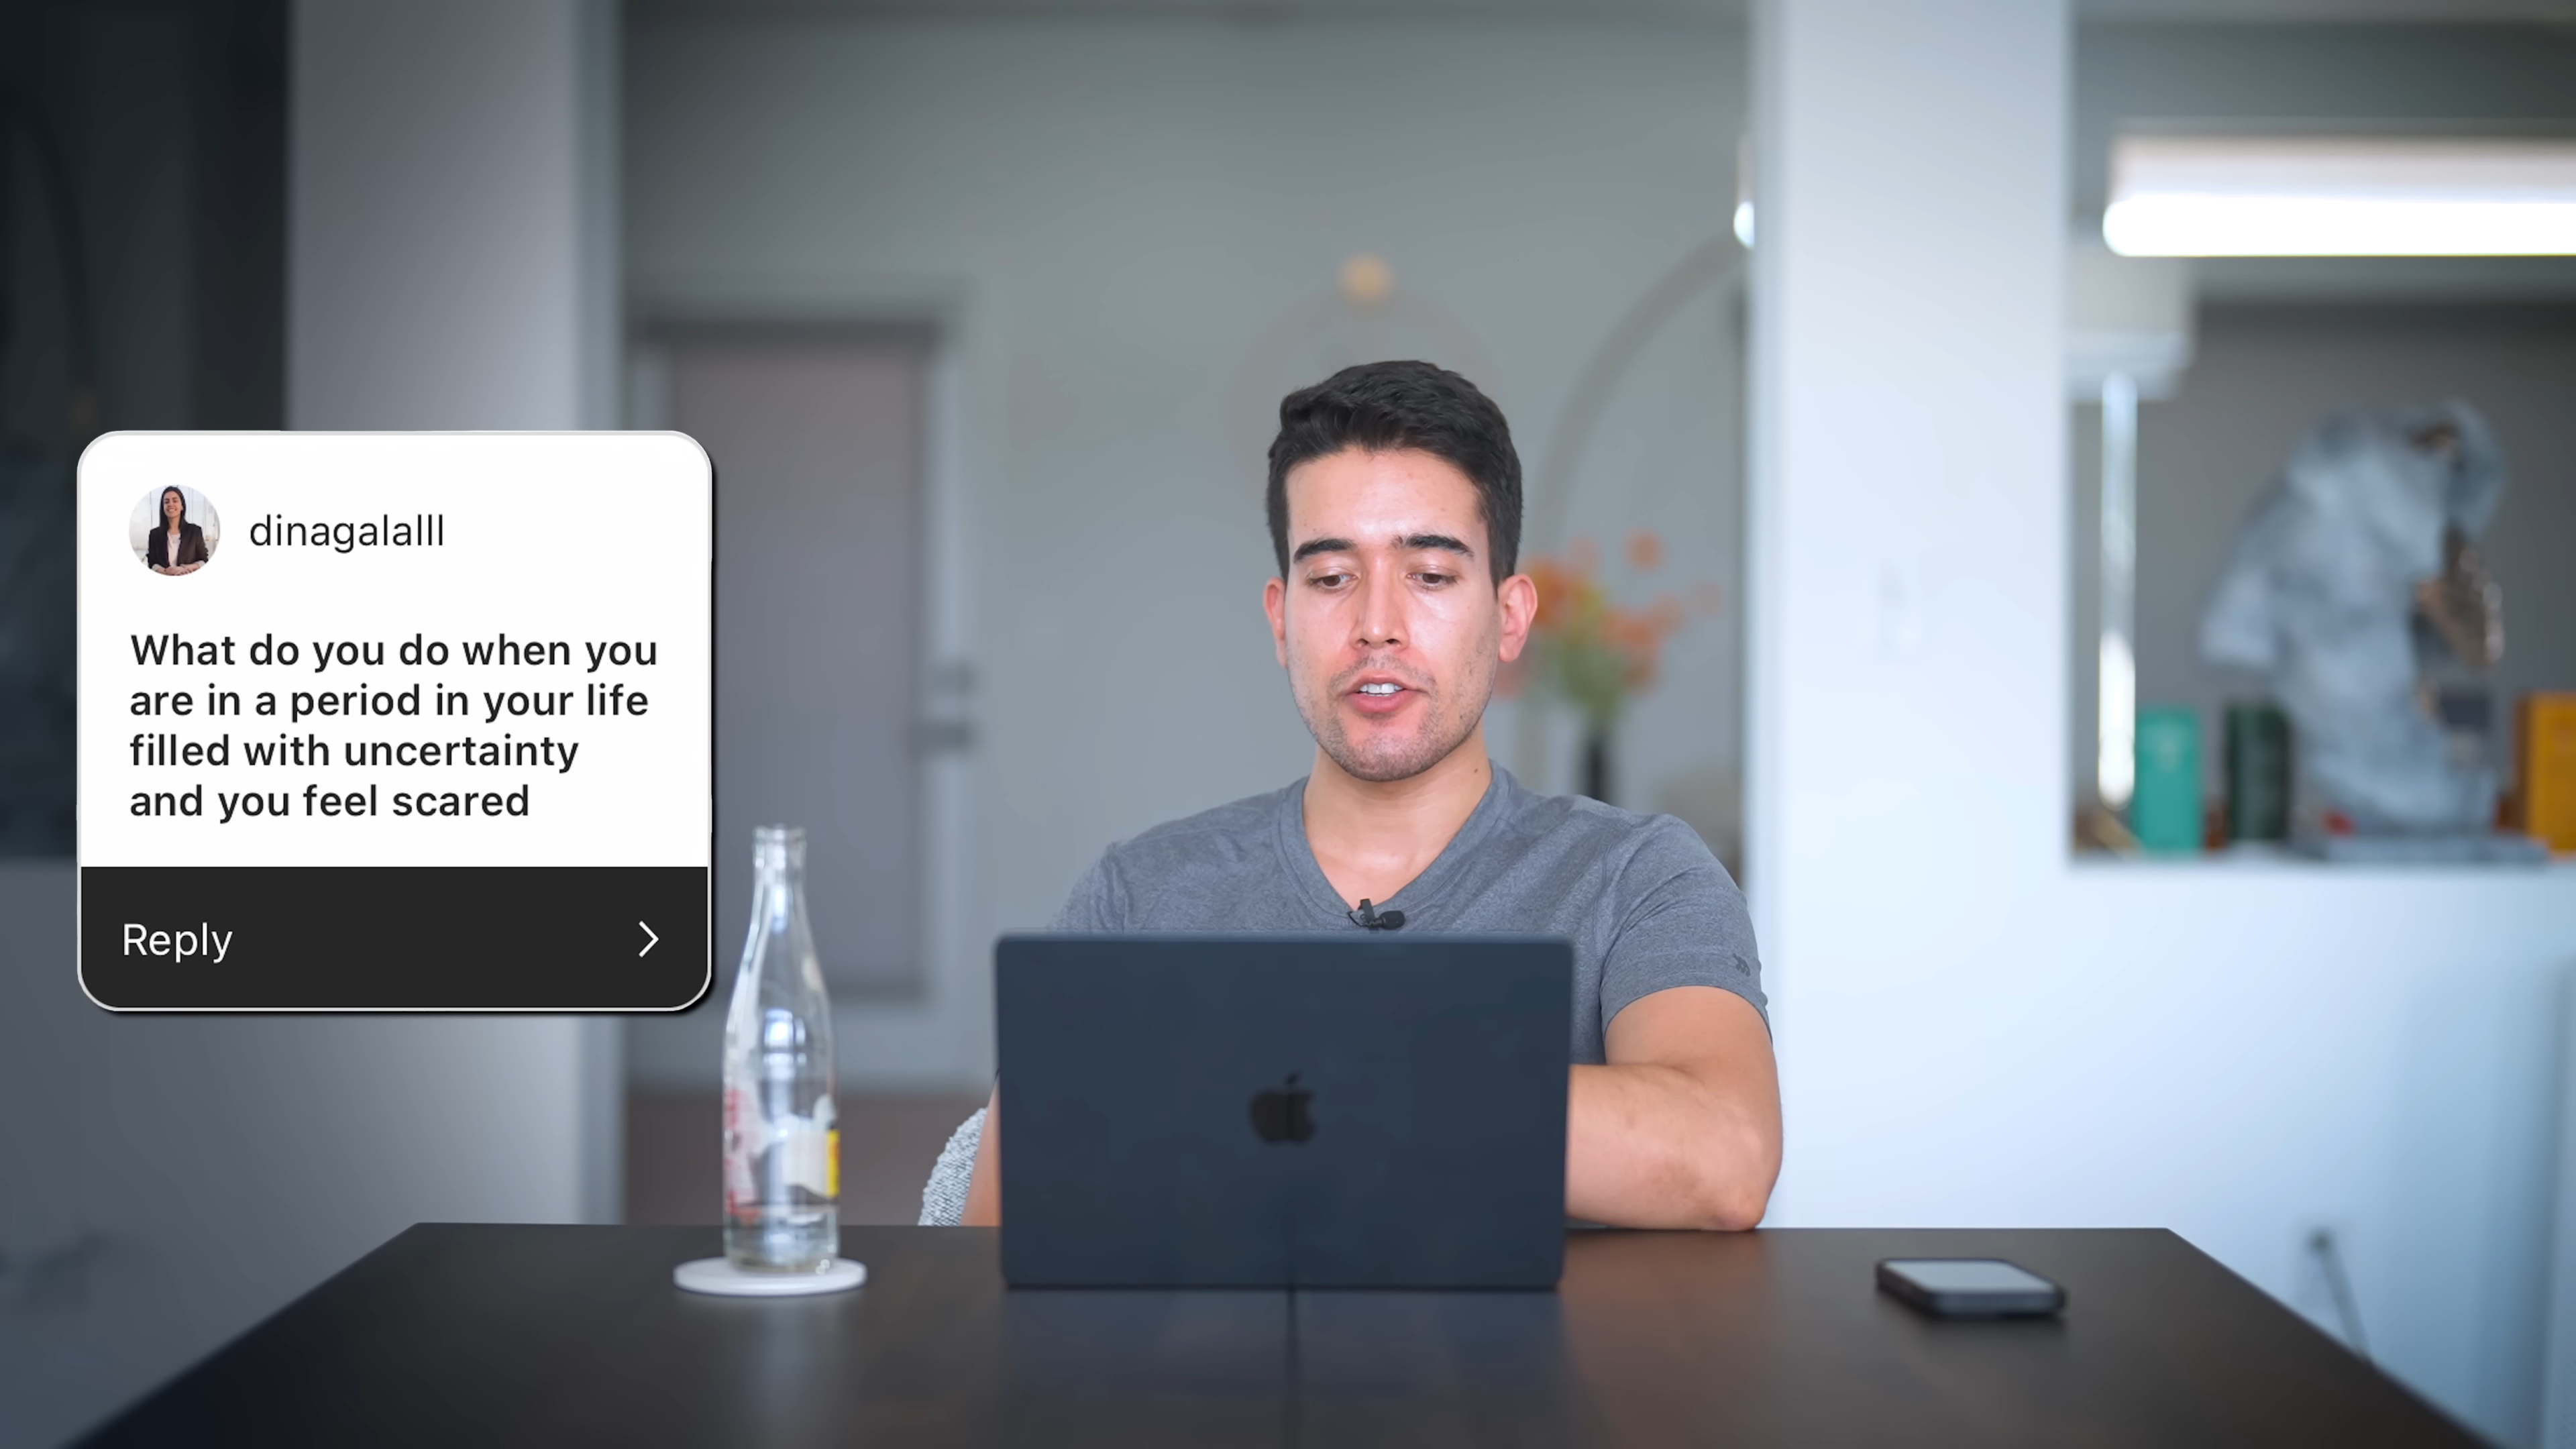 dinagalalll
What do you do when you
are in a period in your life
filled with uncertainty
and you feel scared
Reply